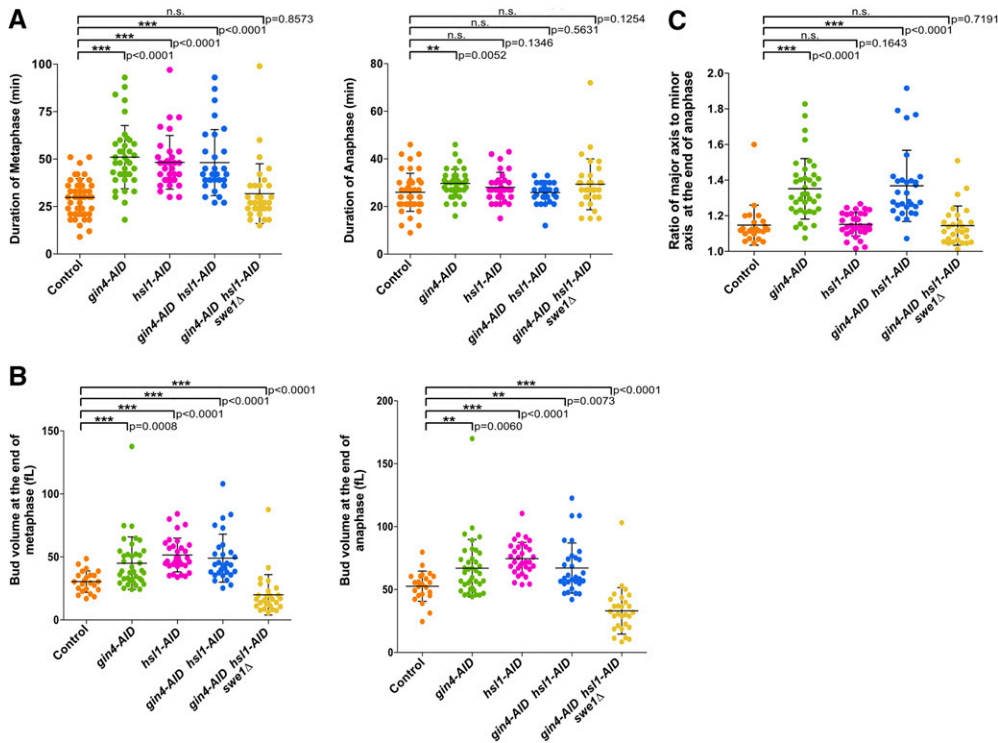 A
n.s.
p=0.8573
***
p<0.0001
***
p<0.0001
***
p<0.0001
Duration of Metaphase (min)
100
75
50
25
0
Control
gin4-AID
hsl1-AID
gin4-AID hsl1-AID
gin4-AID hsl1-AID
swe1Δ
n.s.
p=0.1254
n.s.
p=0.5631
n.s.
p=0.1346
**
p=0.0052
Duration of Anaphase (min)
80
60
40
20
0
Control
gin4-AID
hsl1-AID
gin4-AID hsl1-AID
gin4-AID hsl1-AID
swe1Δ
C
n.s.
p=0.7191
***
p<0.0001
n.s.
p=0.1643
***
p<0.0001
Ratio of major axis to minor
axis at the end of anaphase
2.0
1.8
1.6
1.4
1.2
1.0
Control
gin4-AID
hsl1-AID
gin4-AID hsl1-AID
gin4-AID hsl1-AID
swe1Δ
B
***
p<0.0001
***
p<0.0001
***
p<0.0001
***
p=0.0008
Bud volume at the end of
metaphase (fL)
150
100
50
0
Control
gin4-AID
hsl1-AID
gin4-AID hsl1-AID
gin4-AID hsl1-AID
swe1Δ
***
p<0.0001
**
p=0.0073
***
p<0.0001
**
p=0.0060
Bud volume at the end of
anaphase (fL)
200
150
100
50
0
Control
gin4-AID
hsl1-AID
gin4-AID hsl1-AID
gin4-AID hsl1-AID
swe1Δ